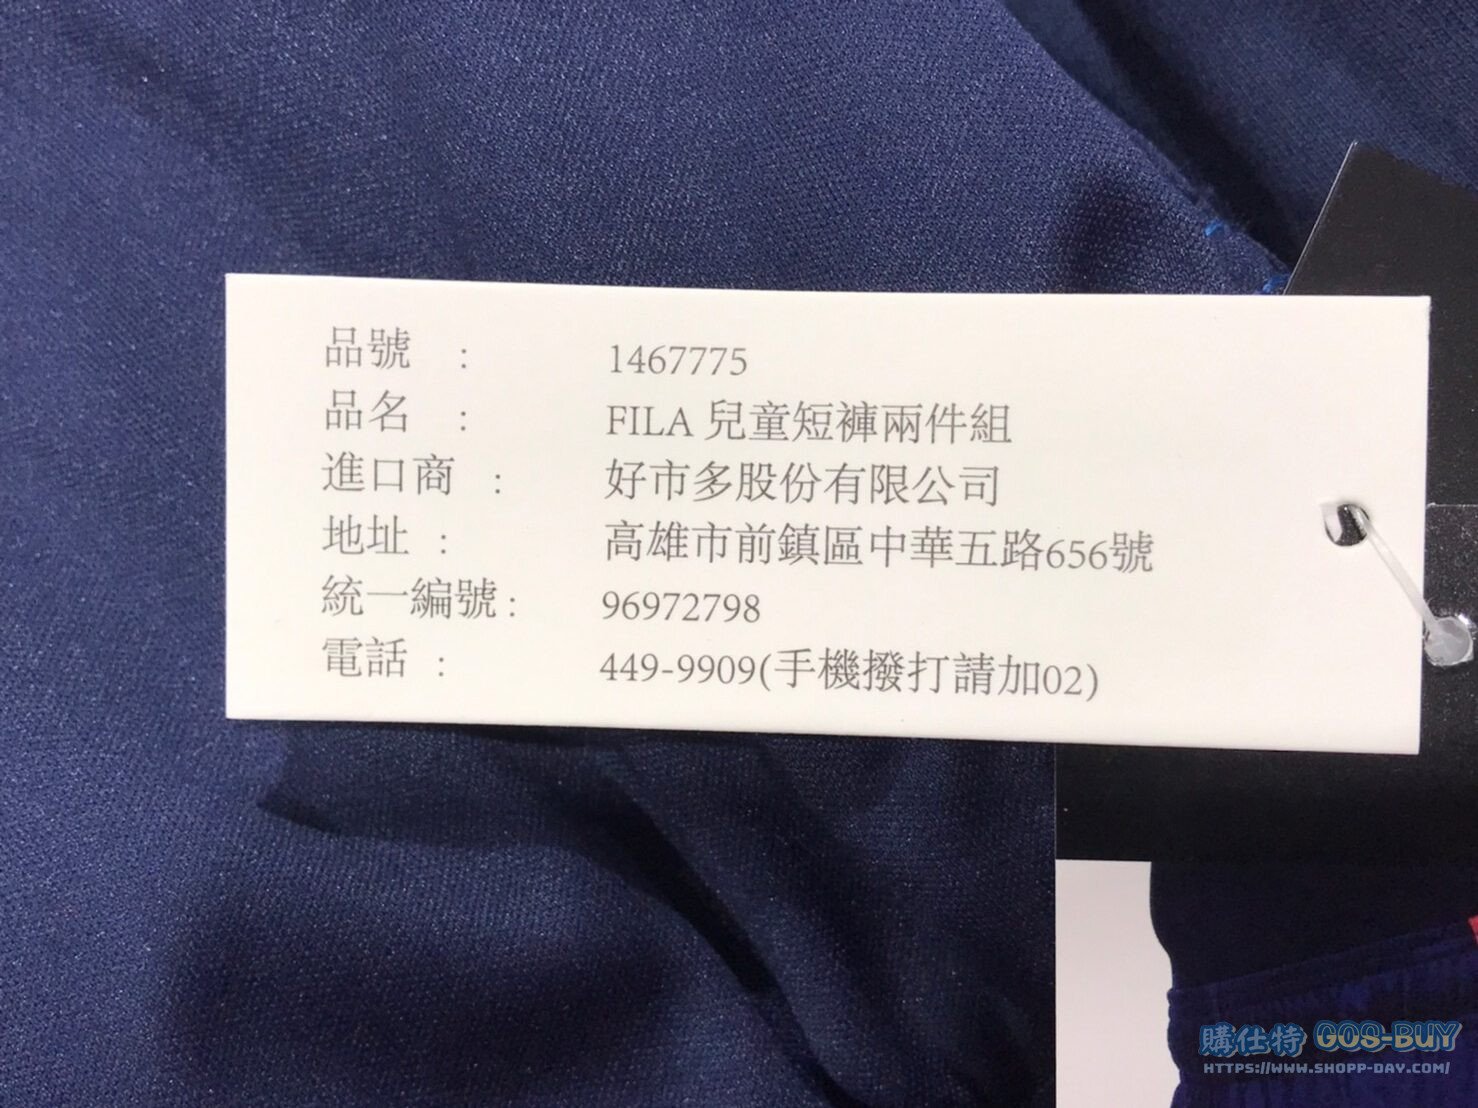 品號 : 1467775
品名 : FILA 兒童短褲兩件組
進口商 : 好市多股份有限公司
地址 : 高雄市前鎮區中華五路656號
統一編號 : 96972798
電話 : 449-9909(手機撥打請加02)
購仕特 GOS-BUY
HTTPS://WWW.SHOPP-DAY.COM/